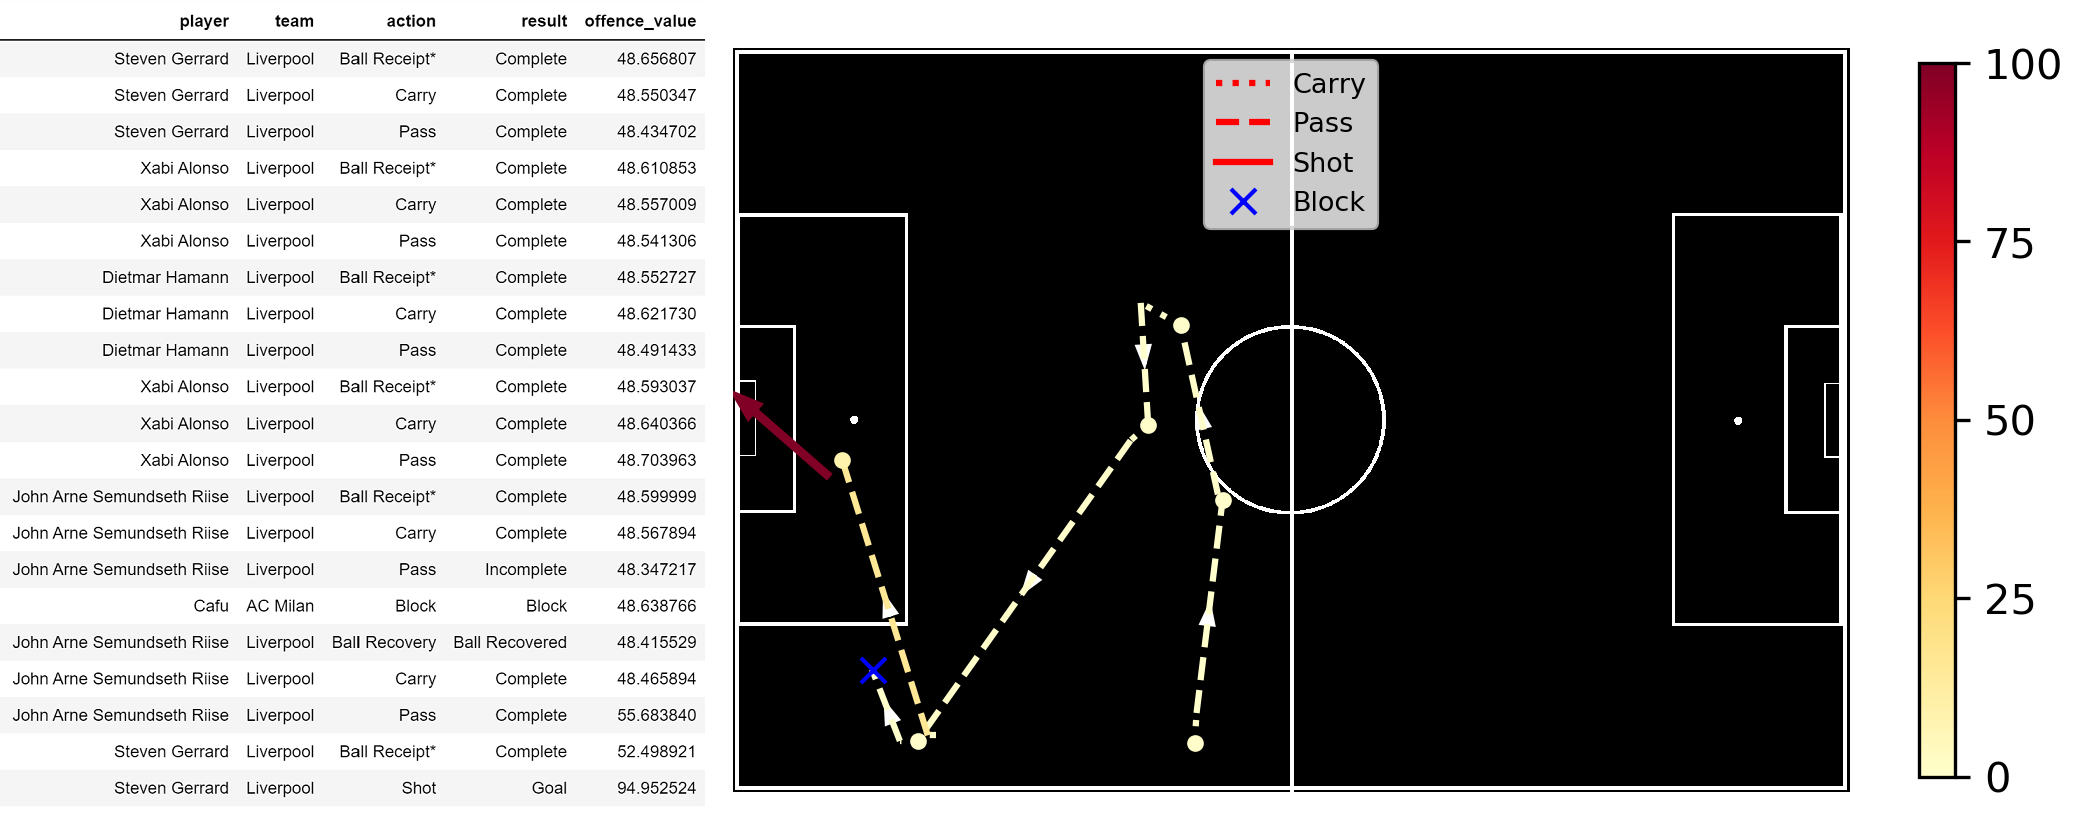 player team action result offence_value
Steven Gerrard Liverpool Ball Receipt* Complete 48.656807
Steven Gerrard Liverpool Carry Complete 48.550347
Steven Gerrard Liverpool Pass Complete 48.434702
Xabi Alonso Liverpool Ball Receipt* Complete 48.610853
Xabi Alonso Liverpool Carry Complete 48.557009
Xabi Alonso Liverpool Pass Complete 48.541306
Dietmar Hamann Liverpool Ball Receipt* Complete 48.552727
Dietmar Hamann Liverpool Carry Complete 48.621730
Dietmar Hamann Liverpool Pass Complete 48.491433
Xabi Alonso Liverpool Ball Receipt* Complete 48.593037
Xabi Alonso Liverpool Carry Complete 48.640366
Xabi Alonso Liverpool Pass Complete 48.703963
John Arne Semundseth Riise Liverpool Ball Receipt* Complete 48.599999
John Arne Semundseth Riise Liverpool Carry Complete 48.567894
John Arne Semundseth Riise Liverpool Pass Incomplete 48.347217
Cafu AC Milan Block Block 48.638766
John Arne Semundseth Riise Liverpool Ball Recovery Ball Recovered 48.415529
John Arne Semundseth Riise Liverpool Carry Complete 48.465894
John Arne Semundseth Riise Liverpool Pass Complete 55.683840
Steven Gerrard Liverpool Ball Receipt* Complete 52.498921
Steven Gerrard Liverpool Shot Goal 94.952524
Carry
Pass
Shot
Block
100
75
50
25
0